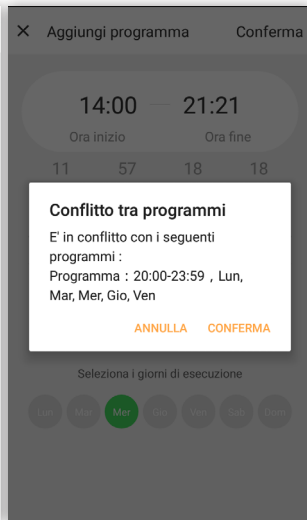 ✕ Aggiungi programma Conferma
14:00 — 21:21
Ora inizio Ora fine
11 57 18 18
Conflitto tra programmi
E' in conflitto con i seguenti
programmi :
Programma : 20:00-23:59 , Lun,
Mar, Mer, Gio, Ven
ANNULLA CONFERMA
Seleziona i giorni di esecuzione
Lun Mar Mer Gio Ven Sab Dom